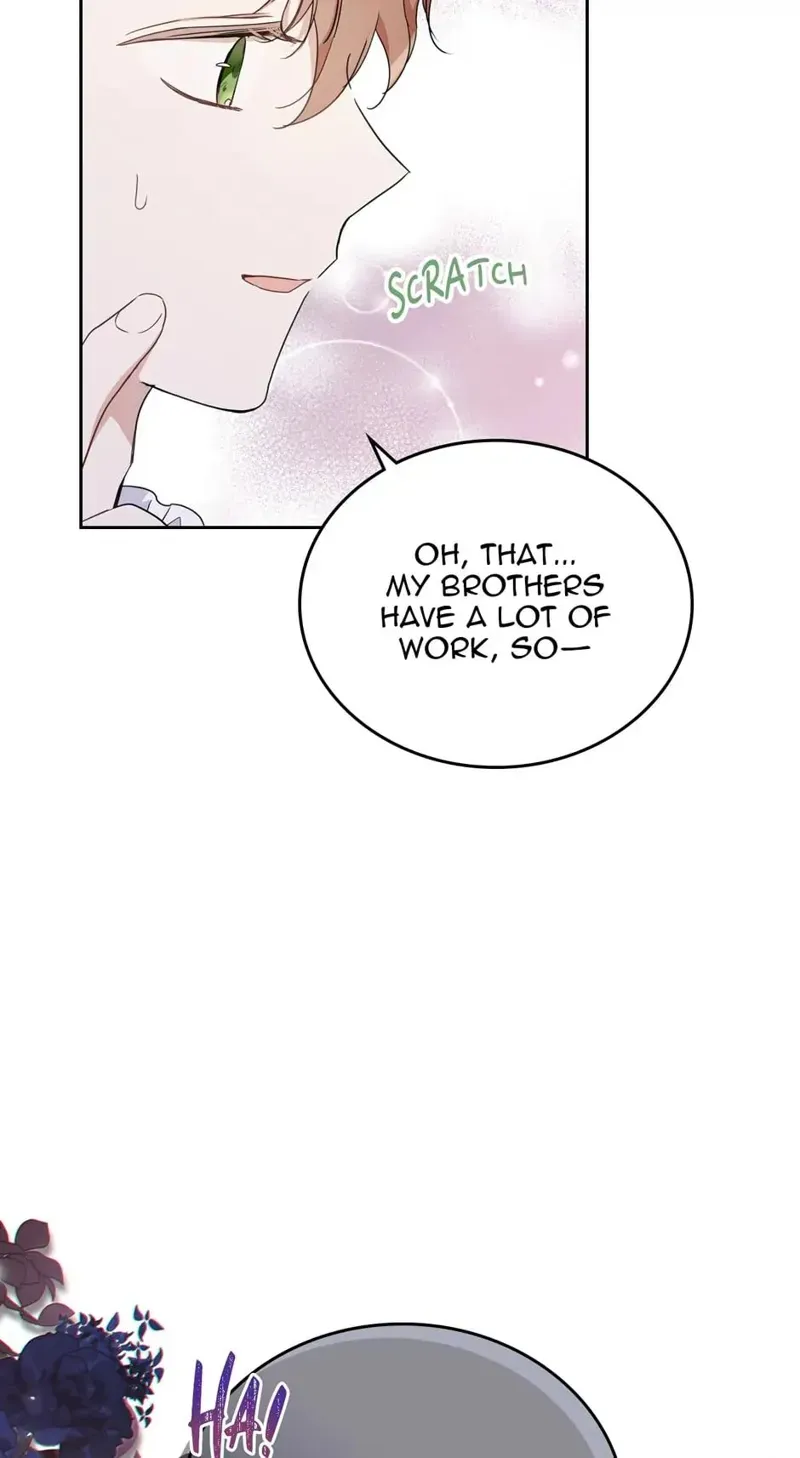 SCRATCH
OH, THAT...
MY BROTHERS
HAVE A LOT OF
WORK, SO—
HA!